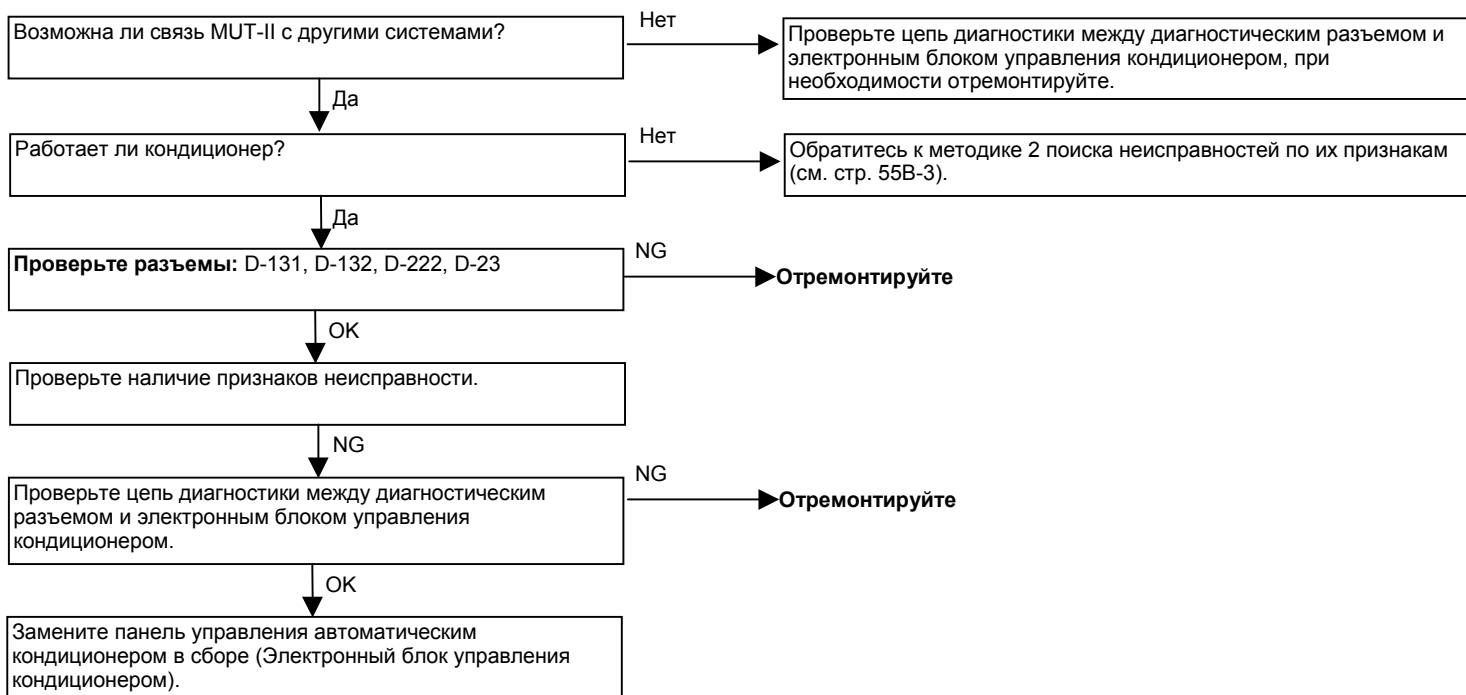 Возможна ли связь MUT-II с другими системами?
Нет
Проверьте цепь диагностики между диагностическим разъемом и
электронным блоком управления кондиционером, при
необходимости отремонтируйте.
Да
Работает ли кондиционер?
Нет
Обратитесь к методике 2 поиска неисправностей по их признакам
(см. стр. 55B-3).
Да
Проверьте разъемы: D-131, D-132, D-222, D-23
NG
Отремонтируйте
OK
Проверьте наличие признаков неисправности.
NG
Проверьте цепь диагностики между диагностическим
разъемом и электронным блоком управления
кондиционером.
NG
Отремонтируйте
OK
Замените панель управления автоматическим
кондиционером в сборе (Электронный блок управления
кондиционером).